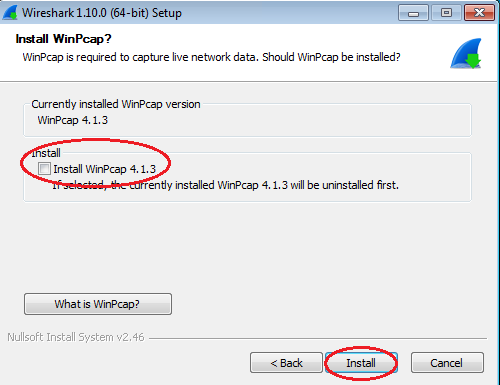 Wireshark 1.10.0 (64-bit) Setup
Install WinPcap?
WinPcap is required to capture live network data. Should WinPcap be installed?
Currently installed WinPcap version
WinPcap 4.1.3
Install
Install WinPcap 4.1.3
If selected, the currently installed WinPcap 4.1.3 will be uninstalled first.
What is WinPcap?
Nullsoft Install System v2.46
< Back Install Cancel